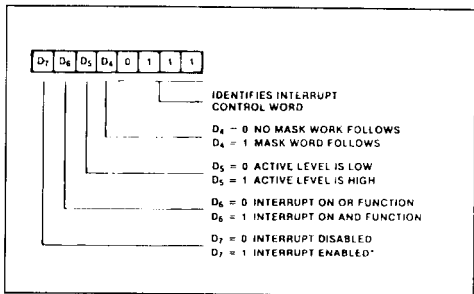 D7 D6 D5 D4 0 1 1 1
IDENTIFIES INTERRUPT
CONTROL WORD
D4 = 0 NO MASK WORK FOLLOWS
D4 = 1 MASK WORD FOLLOWS
D5 = 0 ACTIVE LEVEL IS LOW
D5 = 1 ACTIVE LEVEL IS HIGH
D6 = 0 INTERRUPT ON OR FUNCTION
D6 = 1 INTERRUPT ON AND FUNCTION
D7 = 0 INTERRUPT DISABLED
D7 = 1 INTERRUPT ENABLED*